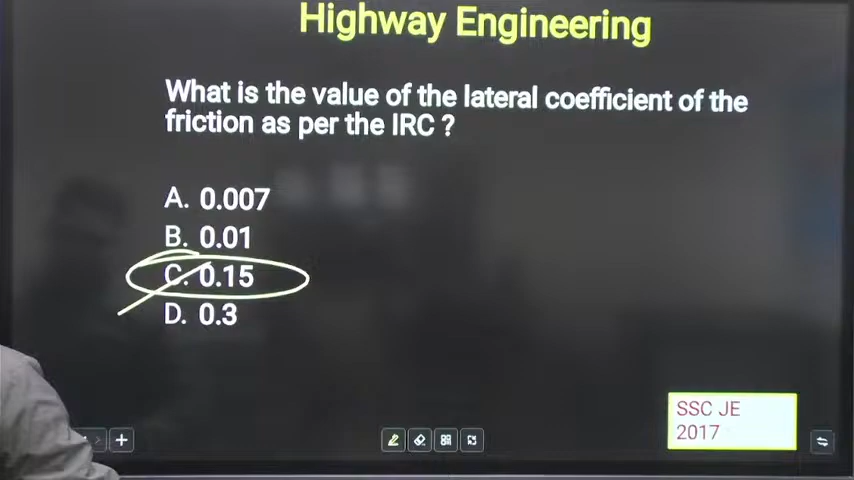 Highway Engineering
What is the value of the lateral coefficient of the
friction as per the IRC ?
A. 0.007
B. 0.01
C. 0.15
D. 0.3
SSC JE
2017